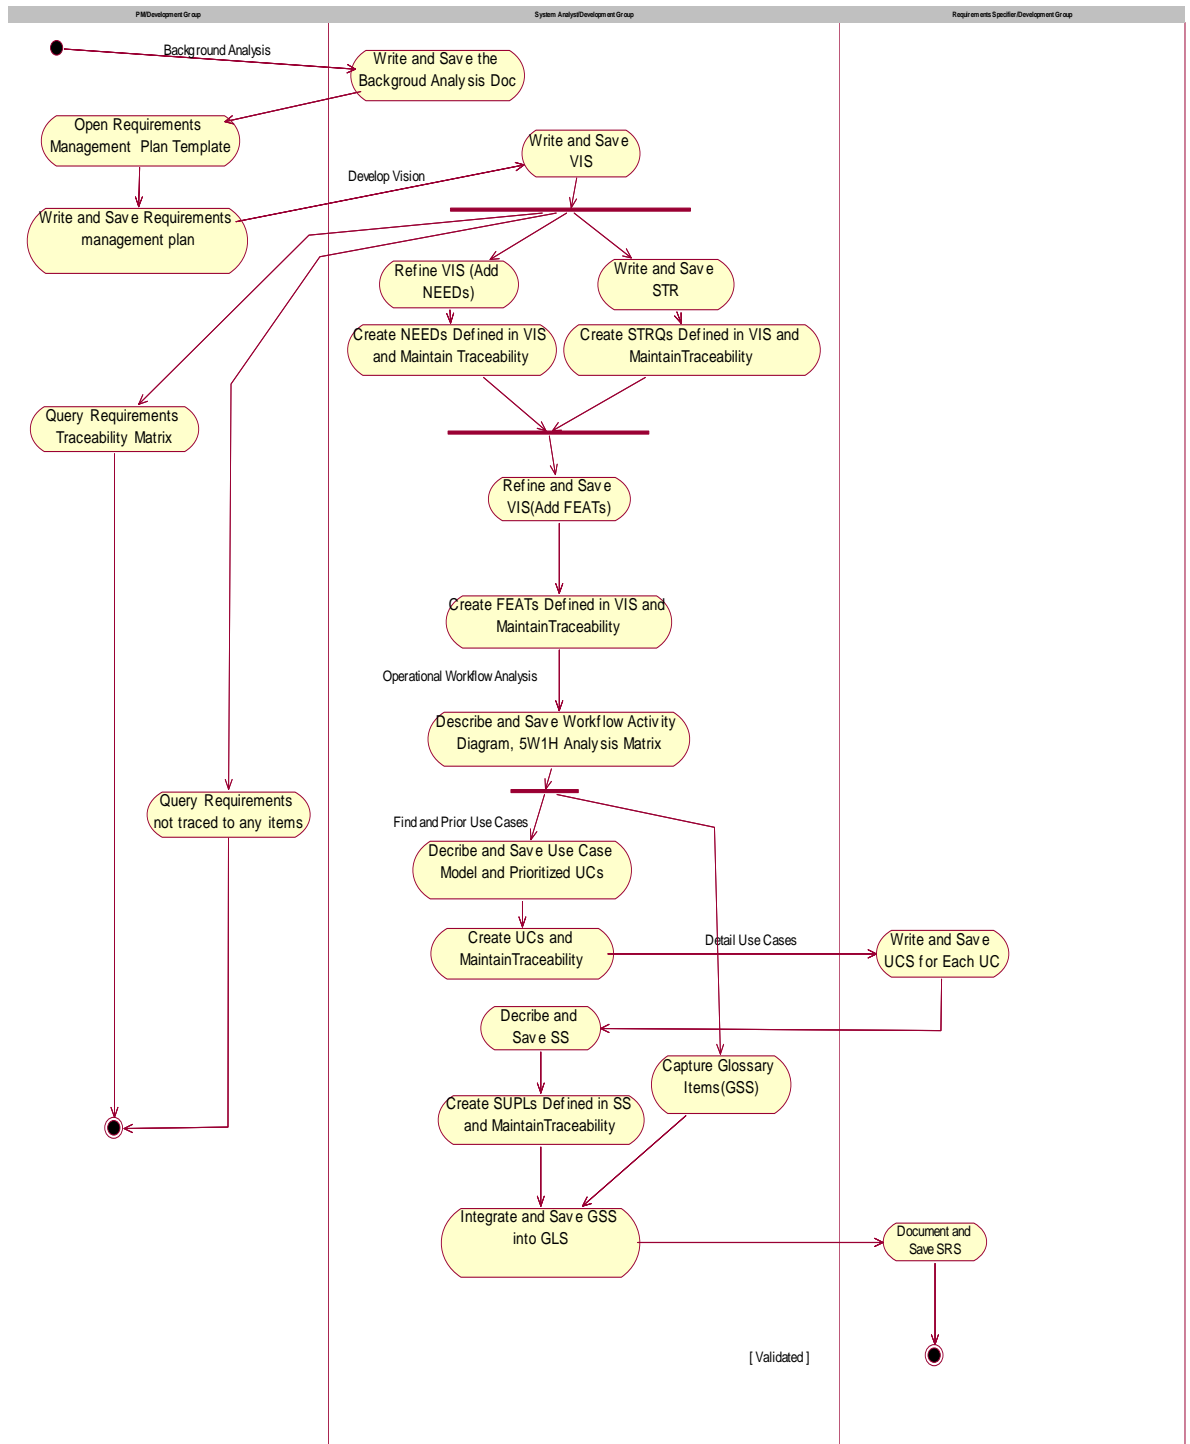 PM/Development Group
System Analyst/Development Group
Requirements Specifier/Development Group
Background Analysis
Write and Save the
Backgroud Analysis Doc
Open Requirements
Management Plan Template
Write and Save
VIS
Develop Vision
Write and Save Requirements
management plan
Refine VIS (Add
NEEDs)
Write and Save
STR
Create NEEDs Defined in VIS
and Maintain Traceability
Create STRQs Defined in VIS and
MaintainTraceability
Query Requirements
Traceability Matrix
Refine and Save
VIS(Add FEATs)
Create FEATs Defined in VIS and
MaintainTraceability
Operational Workflow Analysis
Describe and Save Workflow Activity
Diagram, 5W1H Analysis Matrix
Query Requirements
not traced to any items
Find and Prior Use Cases
Decribe and Save Use Case
Model and Prioritized UCs
Create UCs and
MaintainTraceability
Detail Use Cases
Write and Save
UCS for Each UC
Decribe and
Save SS
Capture Glossary
Items(GSS)
Create SUPLs Defined in SS
and MaintainTraceability
Integrate and Save GSS
into GLS
Document and
Save SRS
[ Validated ]